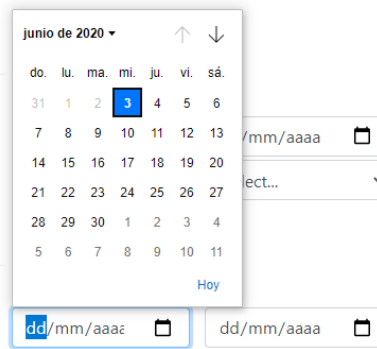 junio de 2020
do. lu. ma. mi. ju. vi. sá.
31 1 2 3 4 5 6
7 8 9 10 11 12 13
14 15 16 17 18 19 20
21 22 23 24 25 26 27
28 29 30 1 2 3 4
5 6 7 8 9 10 11
Hoy
/mm/aaaa
lect...
dd/mm/aaaa
dd/mm/aaaa